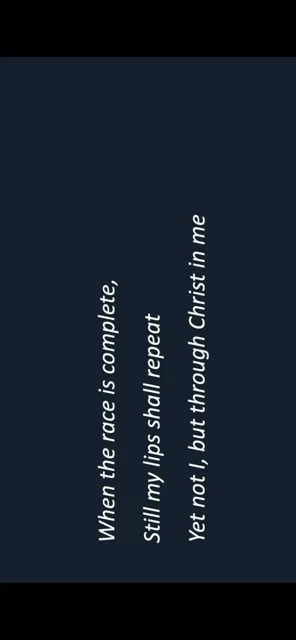 When the race is complete,
Still my lips shall repeat
Yet not I, but through Christ in me